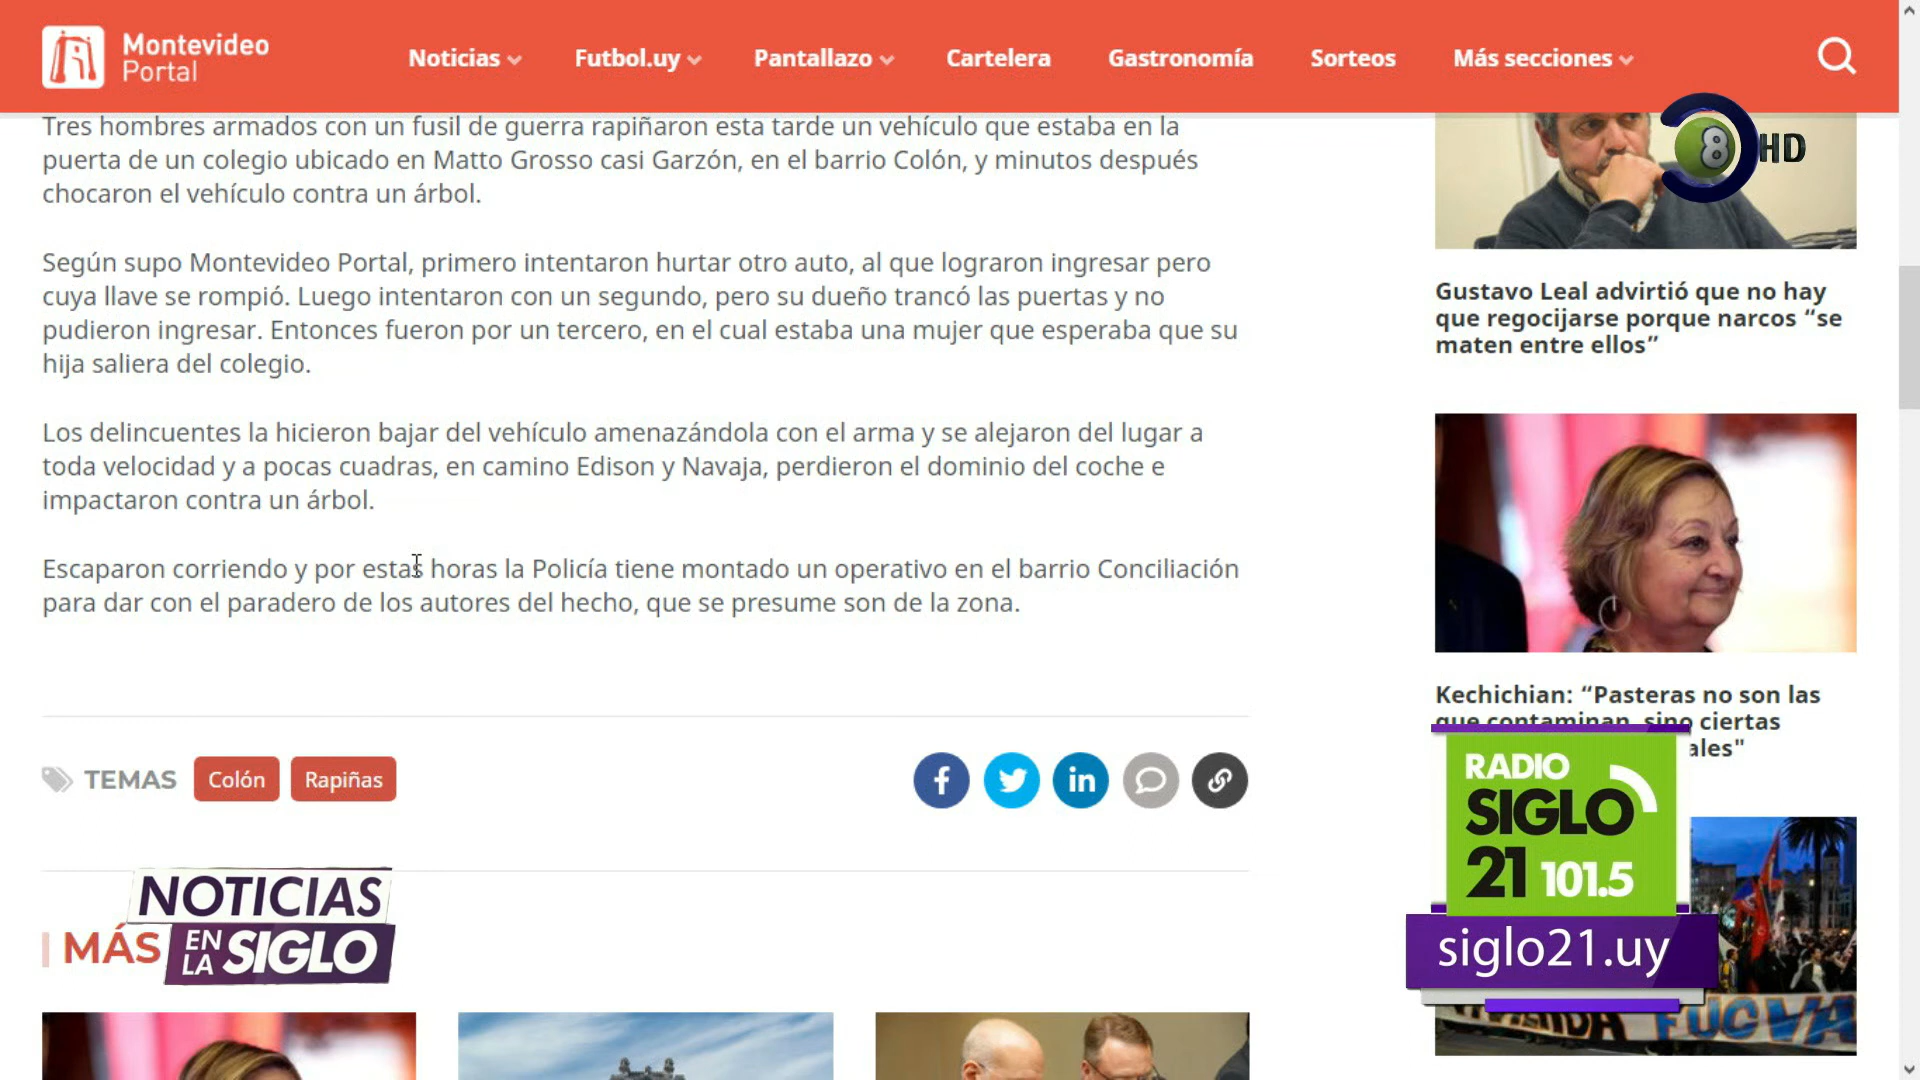 Montevideo
Portal
Noticias
Futbol.uy
Pantallazo
Cartelera
Gastronomía
Sorteos
Más secciones
8 HD
Tres hombres armados con un fusil de guerra rapiñaron esta tarde un vehículo que estaba en la
puerta de un colegio ubicado en Matto Grosso casi Garzón, en el barrio Colón, y minutos después
chocaron el vehículo contra un árbol.
Según supo Montevideo Portal, primero intentaron hurtar otro auto, al que lograron ingresar pero
cuya llave se rompió. Luego intentaron con un segundo, pero su dueño trancó las puertas y no
pudieron ingresar. Entonces fueron por un tercero, en el cual estaba una mujer que esperaba que su
hija saliera del colegio.
Los delincuentes la hicieron bajar del vehículo amenazándola con el arma y se alejaron del lugar a
toda velocidad y a pocas cuadras, en camino Edison y Navaja, perdieron el dominio del coche e
impactaron contra un árbol.
Escaparon corriendo y por estas horas la Policía tiene montado un operativo en el barrio Conciliación
para dar con el paradero de los autores del hecho, que se presume son de la zona.
TEMAS
Colón
Rapiñas
MÁS
NOTICIAS
EN LA SIGLO
Gustavo Leal advirtió que no hay
que regocijarse porque narcos “se
maten entre ellos”
Kechichian: “Pasteras no son las
que contaminan, sino ciertas
ales"
RADIO
SIGLO
21 101.5
siglo21.uy
FUCVA